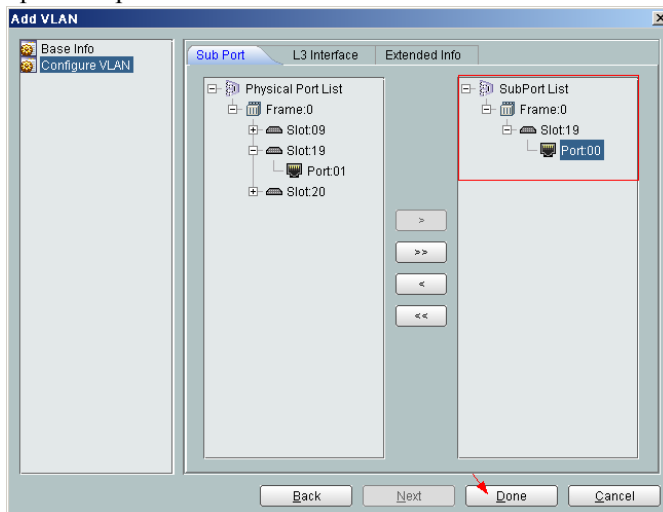 Add VLAN
Base Info
Configure VLAN
Sub Port
L3 Interface
Extended Info
Physical Port List
Frame:0
Slot:09
Slot:19
Port:01
Slot:20
>
>>
<
<<
SubPort List
Frame:0
Slot:19
Port:00
Back
Next
Done
Cancel